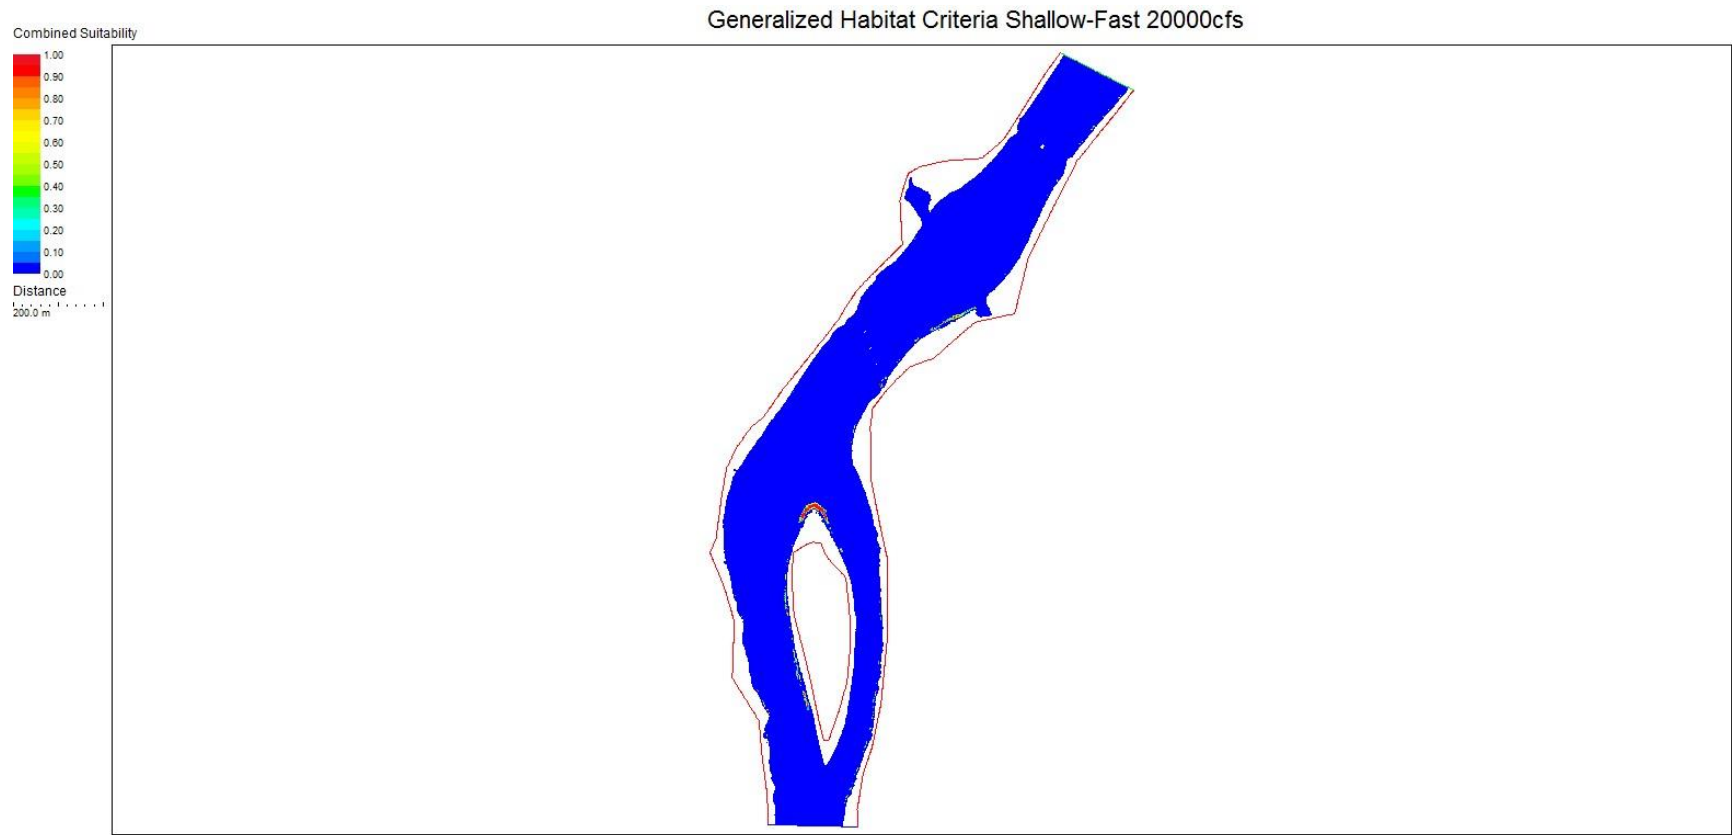 Generalized Habitat Criteria Shallow-Fast 20000cfs
Combined Suitability
1.00
0.90
0.80
0.70
0.60
0.50
0.40
0.30
0.20
0.10
0.00
Distance
200.0 m